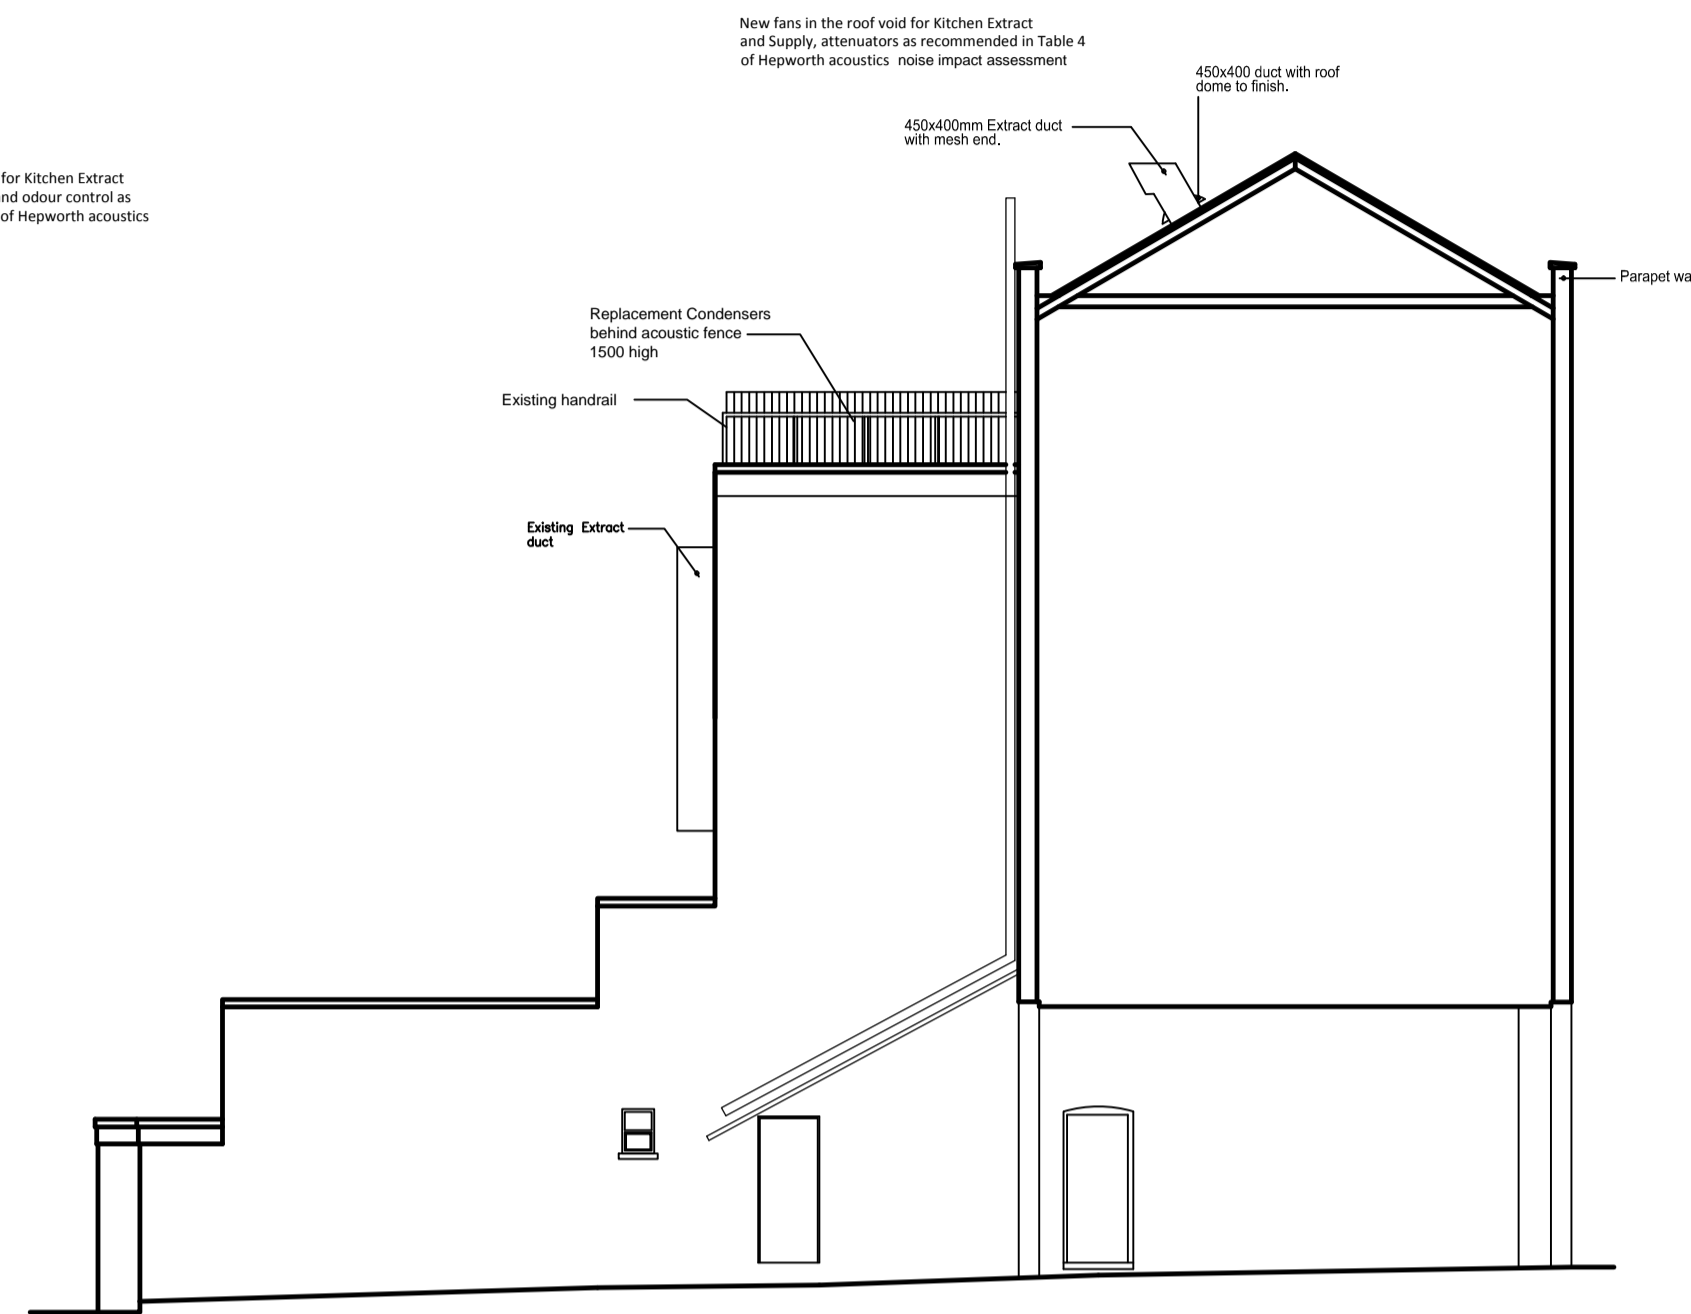 New fans in the roof void for Kitchen Extract
and Supply, attenuators as recommended in Table 4
of Hepworth acoustics noise impact assessment
450x400 duct with roof
dome to finish.
450x400mm Extract duct
with mesh end.
for Kitchen Extract
nd odour control as
of Hepworth acoustics
Parapet wa
Replacement Condensers
behind acoustic fence
1500 high
Existing handrail
Existing Extract
duct